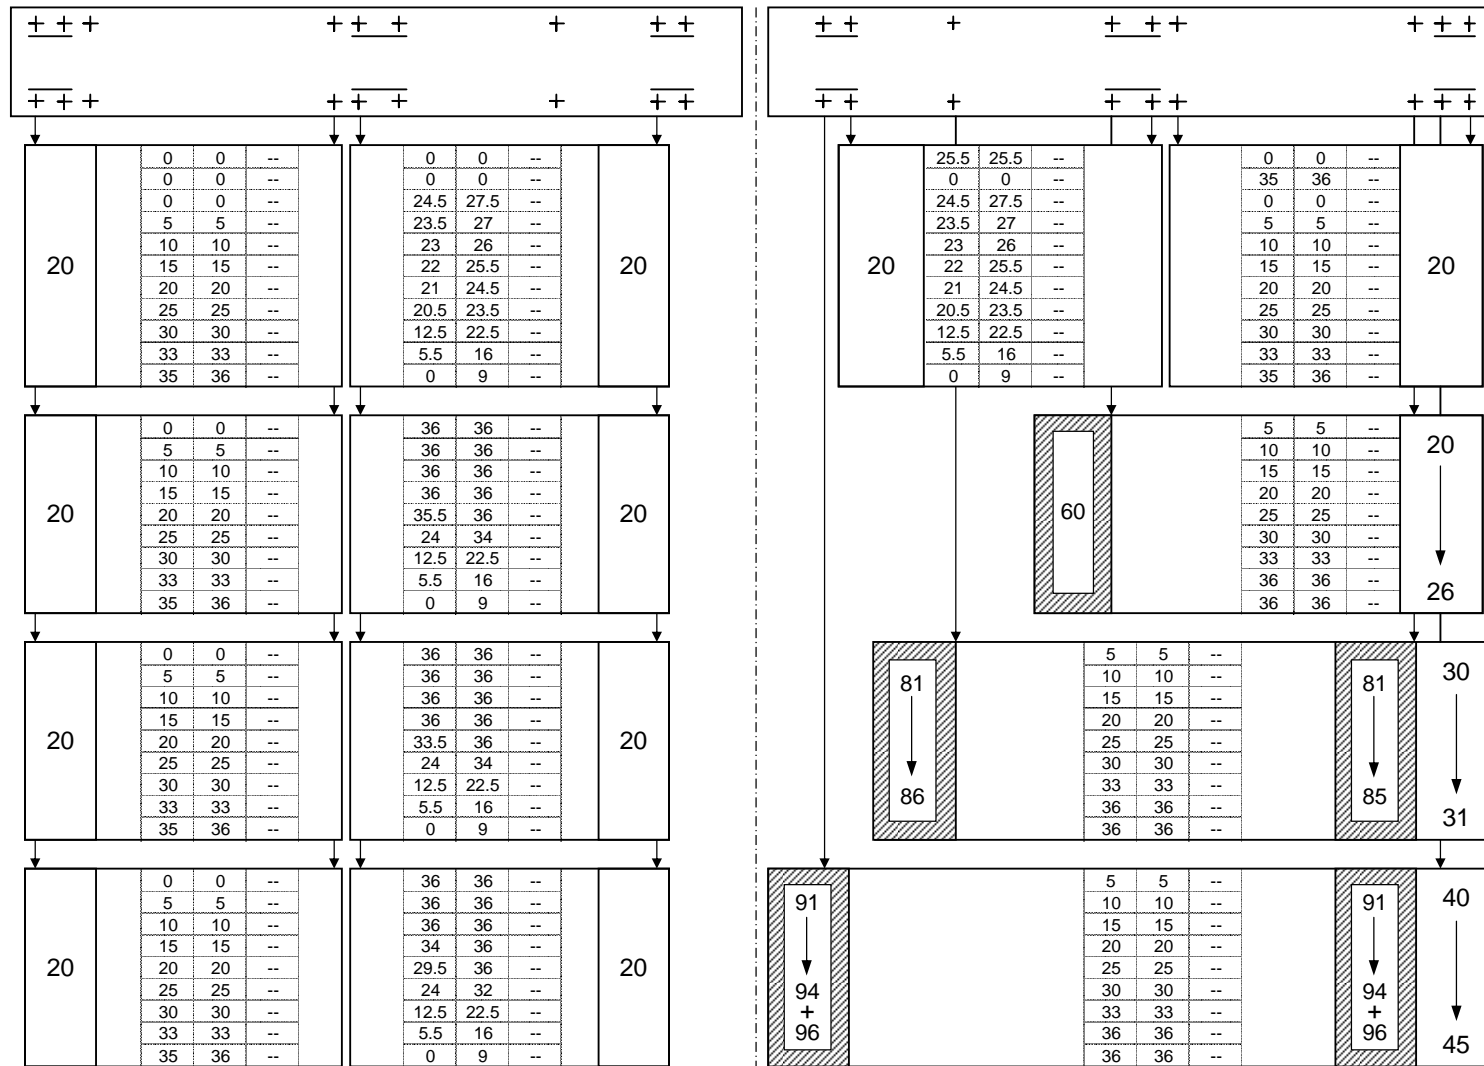 + + + + + + + + +
+ + + + + + + + +
20
0 0 --
0 0 --
0 0 --
5 5 --
10 10 --
15 15 --
20 20 --
25 25 --
30 30 --
33 33 --
35 36 --
0 0 --
0 0 --
24.5 27.5 --
23.5 27 --
23 26 --
22 25.5 --
21 24.5 --
20.5 23.5 --
12.5 22.5 --
5.5 16 --
0 9 --
20
20
0 0 --
5 5 --
10 10 --
15 15 --
20 20 --
25 25 --
30 30 --
33 33 --
35 36 --
36 36 --
36 36 --
36 36 --
36 36 --
35.5 36 --
24 34 --
12.5 22.5 --
5.5 16 --
0 9 --
20
20
0 0 --
5 5 --
10 10 --
15 15 --
20 20 --
25 25 --
30 30 --
33 33 --
35 36 --
36 36 --
36 36 --
36 36 --
36 36 --
33.5 36 --
24 34 --
12.5 22.5 --
5.5 16 --
0 9 --
20
20
0 0 --
5 5 --
10 10 --
15 15 --
20 20 --
25 25 --
30 30 --
33 33 --
35 36 --
36 36 --
36 36 --
36 36 --
34 36 --
29.5 36 --
24 32 --
12.5 22.5 --
5.5 16 --
0 9 --
20
+ + + + + + + + +
+ + + + + + + + +
20
25.5 25.5 --
0 0 --
24.5 27.5 --
23.5 27 --
23 26 --
22 25.5 --
21 24.5 --
20.5 23.5 --
12.5 22.5 --
5.5 16 --
0 9 --
0 0 --
35 36 --
0 0 --
5 5 --
10 10 --
15 15 --
20 20 --
25 25 --
30 30 --
33 33 --
35 36 --
20
60
5 5 --
10 10 --
15 15 --
20 20 --
25 25 --
30 30 --
33 33 --
36 36 --
36 36 --
20
26
81
86
5 5 --
10 10 --
15 15 --
20 20 --
25 25 --
30 30 --
33 33 --
36 36 --
36 36 --
81
85
30
31
91
94
+
96
5 5 --
10 10 --
15 15 --
20 20 --
25 25 --
30 30 --
33 33 --
36 36 --
36 36 --
91
94
+
96
40
45